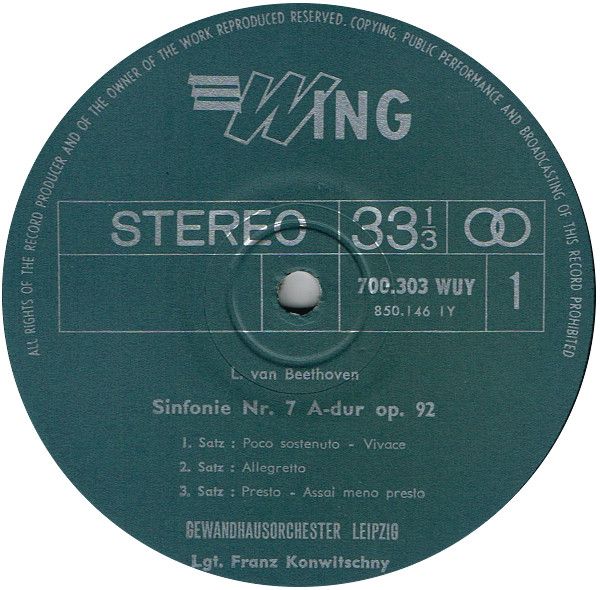 ALL RIGHTS OF THE RECORD PRODUCER AND OF THE OWNER OF THE WORK REPRODUCED RESERVED. COPYING, PUBLIC PERFORMANCE AND BROADCASTING OF THIS RECORD PROHIBITED
WING
STEREO 33 1/3
700.303 WUY 1
850.146 IY
L. van Beethoven
Sinfonie Nr. 7 A-dur op. 92
1. Satz : Poco sostenuto - Vivace
2. Satz : Allegretto
3. Satz : Presto - Assai meno presto
GEWANDHAUSORCHESTER LEIPZIG
Lgt. Franz Konwitschny